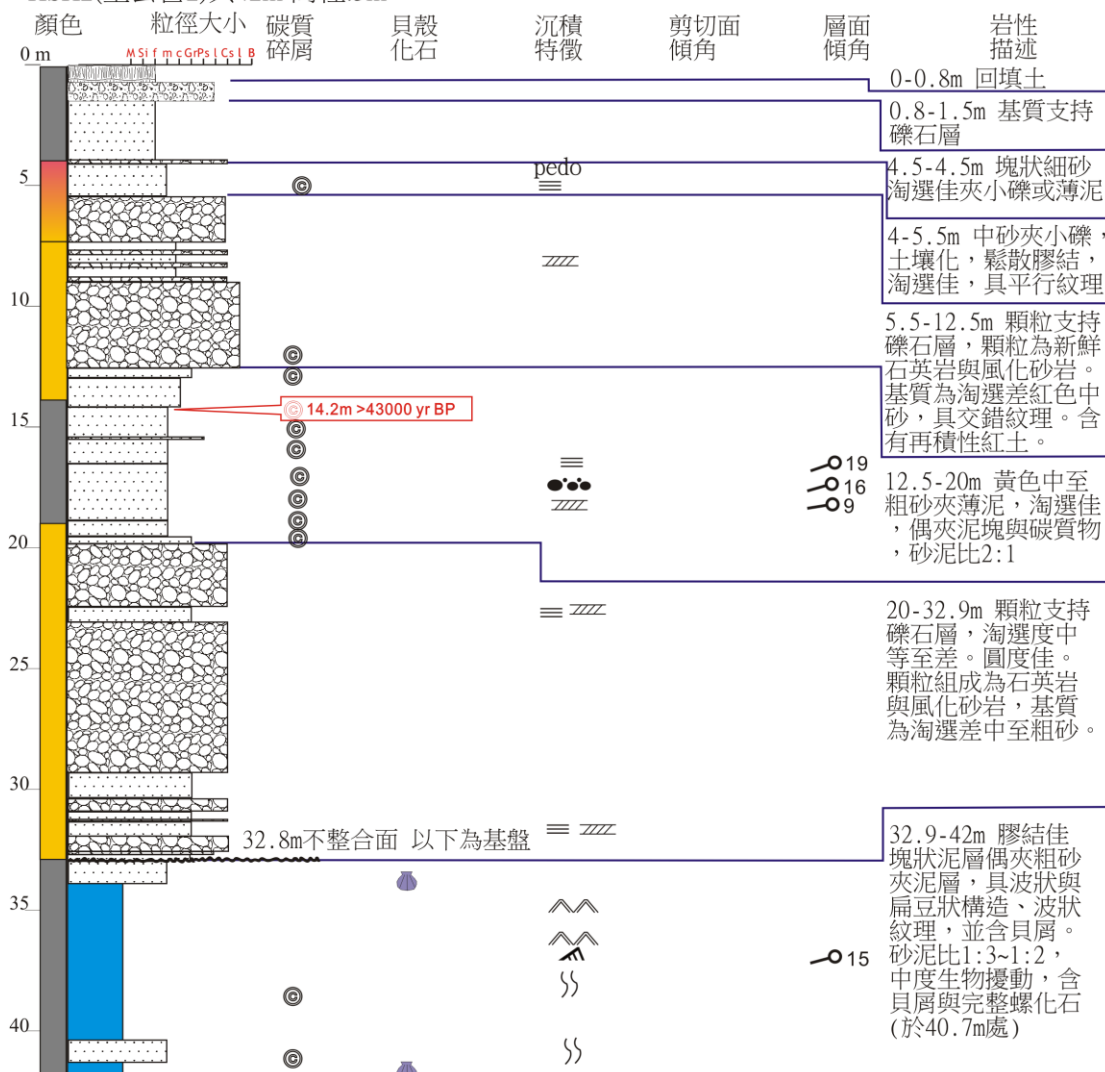 顏色 粒徑大小 碳質碎屑 貝殼化石 沉積特徵 剪切面傾角 層面傾角 岩性描述
0 m
M Si f m c Gr Ps l Cs l B
0-0.8m 回填土
0.8-1.5m 基質支持
礫石層
pedo
4.5-4.5m 塊狀細砂
淘選佳夾小礫或薄泥
5
4-5.5m 中砂夾小礫，
土壤化，鬆散膠結，
淘選佳，具平行紋理
10
5.5-12.5m 顆粒支持
礫石層，顆粒為新鮮
石英岩與風化砂岩。
基質為淘選差紅色中
砂，具交錯紋理。含
有再積性紅土。
© 14.2m >43000 yr BP
15
19
16
9
12.5-20m 黃色中至
粗砂夾薄泥，淘選佳
，偶夾泥塊與碳質物
，砂泥比2:1
20
20-32.9m 顆粒支持
礫石層，淘選度中
等至差。圓度佳。
顆粒組成為石英岩
與風化砂岩，基質
為淘選差中至粗砂。
25
30
32.8m不整合面 以下為基盤
32.9-42m 膠結佳
塊狀泥層偶夾粗砂
夾泥層，具波狀與
扁豆狀構造、波狀
紋理，並含貝屑。
砂泥比1:3~1:2，
中度生物擾動，含
貝屑與完整螺化石
(於40.7m處)
35
15
40